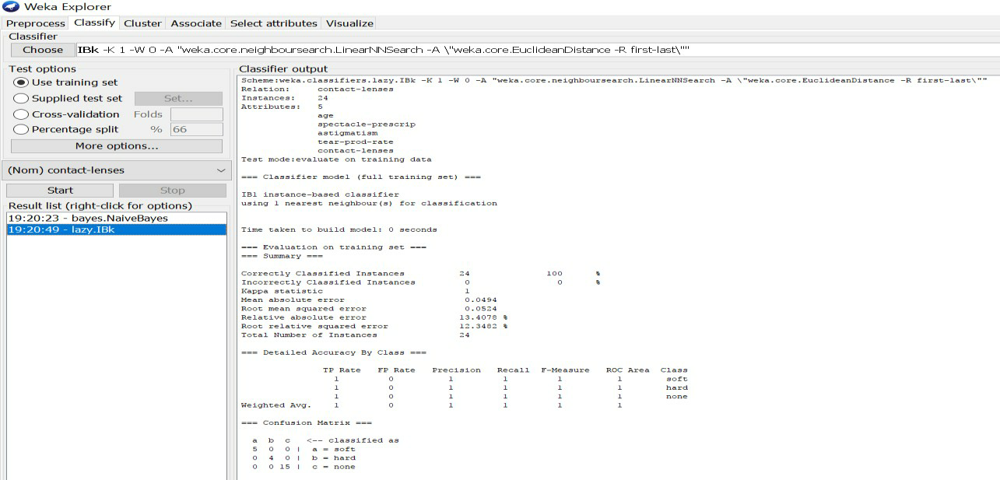 Weka Explorer
Preprocess Classify Cluster Associate Select attributes Visualize
Classifier
Choose IBk -K 1 -W 0 -A "weka.core.neighboursearch.LinearNNSearch -A \"weka.core.EuclideanDistance -R first-last\""
Test options
Use training set
Supplied test set Set...
Cross-validation Folds
Percentage split % 66
More options...
(Nom) contact-lenses
Start Stop
Result list (right-click for options)
19:20:23 - bayes.NaiveBayes
19:20:49 - lazy.IBk
Classifier output
Scheme:weka.classifiers.lazy.IBk -K 1 -W 0 -A "weka.core.neighboursearch.LinearNNSearch -A \"weka.core.EuclideanDistance -R first-last\""
Relation: contact-lenses
Instances: 24
Attributes: 5
age
spectacle-prescrip
astigmatism
tear-prod-rate
contact-lenses
Test mode:evaluate on training data
=== Classifier model (full training set) ===
IB1 instance-based classifier
using 1 nearest neighbour(s) for classification
Time taken to build model: 0 seconds
=== Evaluation on training set ===
=== Summary ===
Correctly Classified Instances 24 100 %
Incorrectly Classified Instances 0 0 %
Kappa statistic 1
Mean absolute error 0.0494
Root mean squared error 0.0524
Relative absolute error 13.4078 %
Root relative squared error 12.3482 %
Total Number of Instances 24
=== Detailed Accuracy By Class ===
TP Rate FP Rate Precision Recall F-Measure ROC Area Class
1 0 1 1 1 1 soft
1 0 1 1 1 1 hard
1 0 1 1 1 1 none
Weighted Avg. 1 0 1 1 1 1
=== Confusion Matrix ===
a b c <-- classified as
5 0 0 | a = soft
0 4 0 | b = hard
0 0 15 | c = none